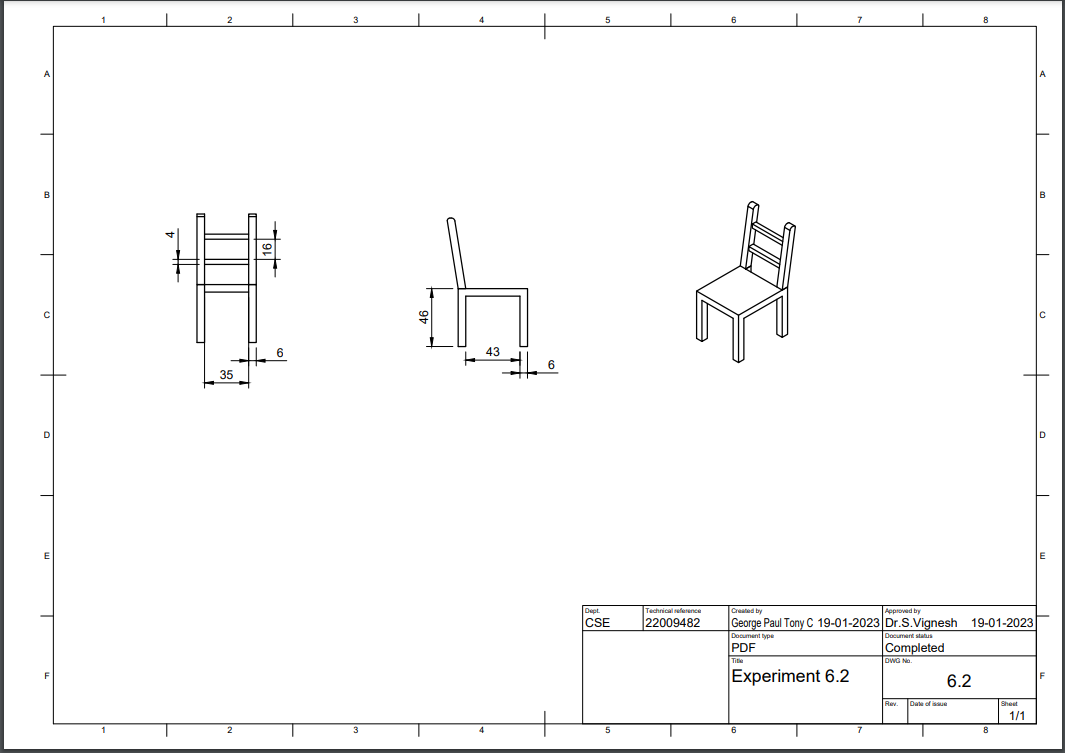 1 2 3 4 5 6 7 8
A A
B B
4
16
C C
46
6
43
35
6
D D
E E
Dept. Technical reference Created by Approved by
CSE 22009482 George Paul Tony C 19-01-2023 Dr.S.Vignesh 19-01-2023
Document type Document status
PDF Completed
Title DWG No.
Experiment 6.2 6.2
F F
Rev. Date of issue Sheet
1/1
1 2 3 4 5 6 7 8